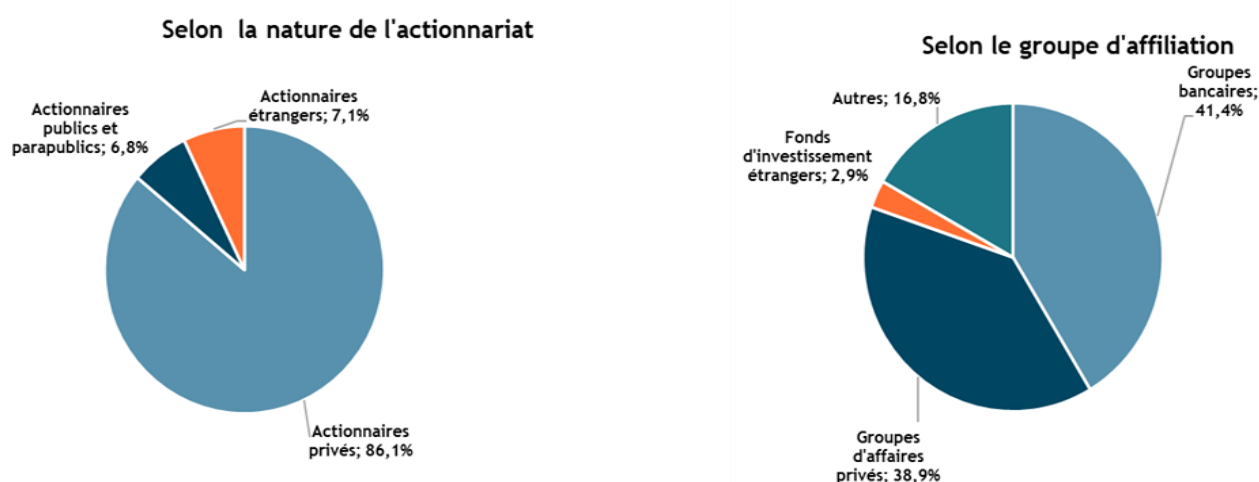 Selon la nature de l'actionnariat
Actionnaires
étrangers; 7,1%
Actionnaires
publics et
parapublics; 6,8%
Actionnaires
privés; 86,1%
Selon le groupe d'affiliation
Groupes
bancaires;
41,4%
Autres; 16,8%
Fonds
d'investissement
étrangers; 2,9%
Groupes
d'affaires
privés; 38,9%